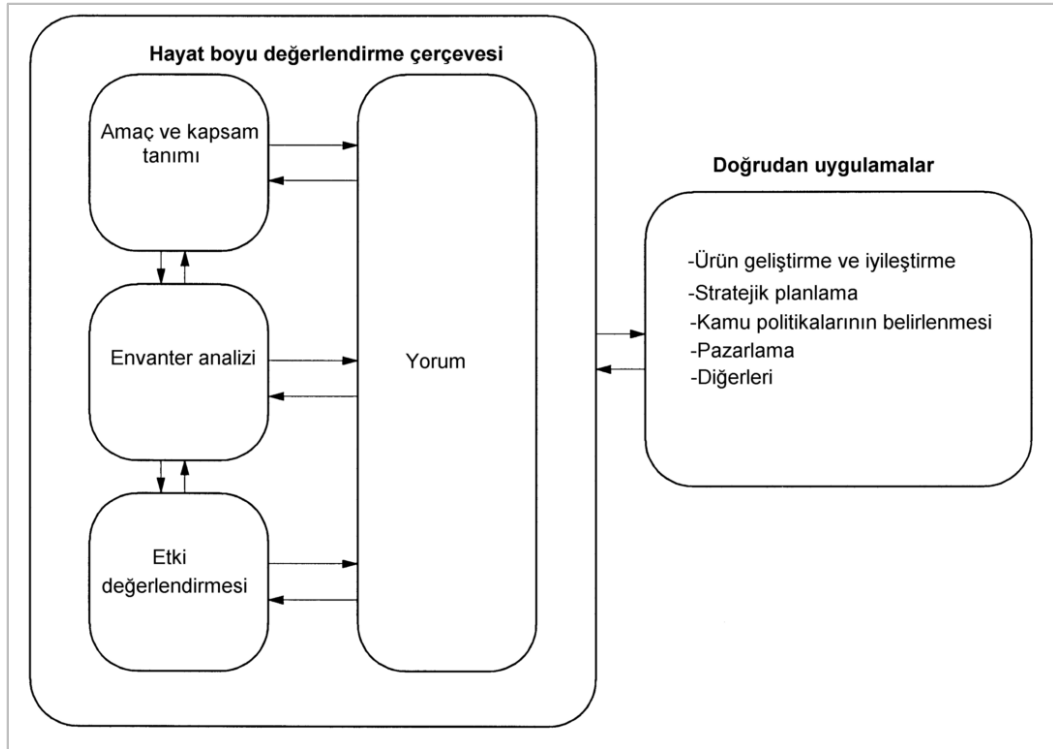 Hayat boyu değerlendirme çerçevesi
Amaç ve kapsam
tanımı
Envanter analizi
Etki
değerlendirmesi
Yorum
Doğrudan uygulamalar
-Ürün geliştirme ve iyileştirme
-Stratejik planlama
-Kamu politikalarının belirlenmesi
-Pazarlama
-Diğerleri